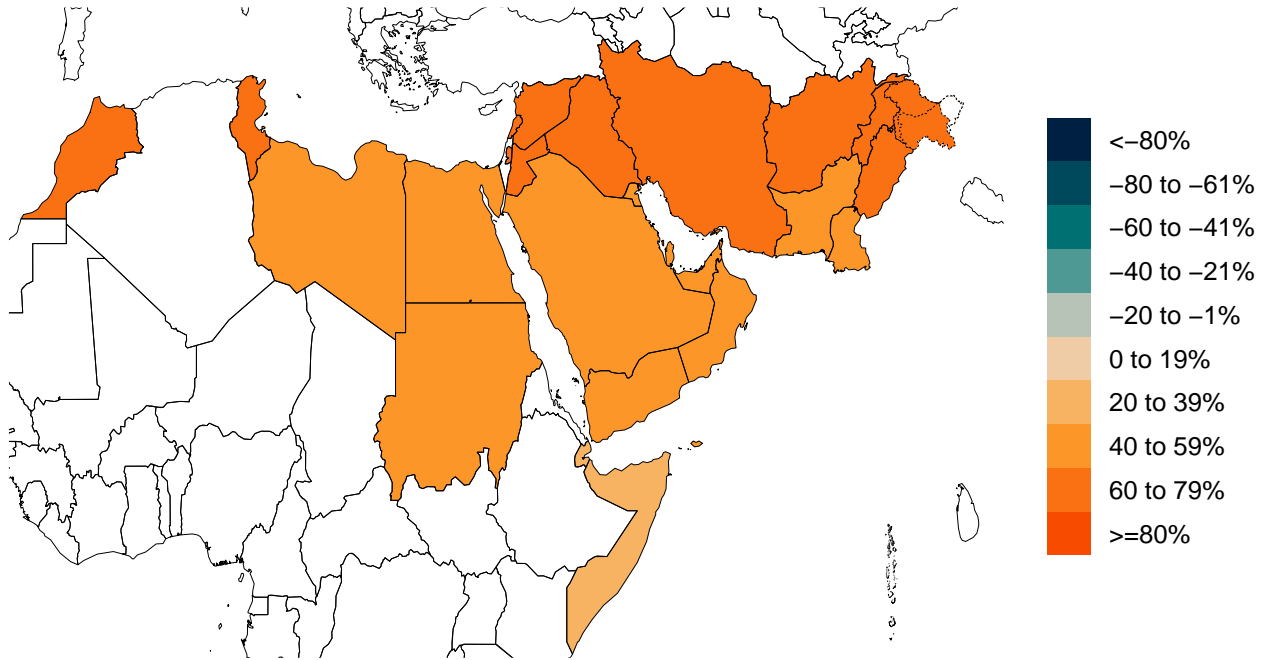 <−80%
−80 to −61%
−60 to −41%
−40 to −21%
−20 to −1%
0 to 19%
20 to 39%
40 to 59%
60 to 79%
>=80%